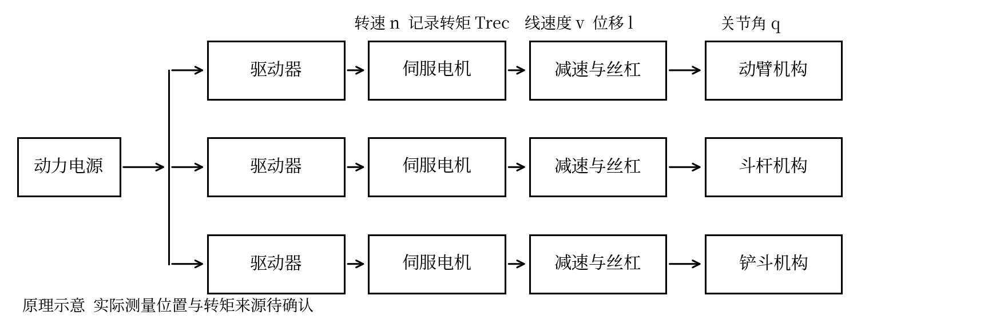 转速 n 记录转矩 Trec 线速度 v 位移 l 关节角 q
驱动器 伺服电机 减速与丝杠 动臂机构
动力电源 驱动器 伺服电机 减速与丝杠 斗杆机构
驱动器 伺服电机 减速与丝杠 铲斗机构
原理示意 实际测量位置与转矩来源待确认